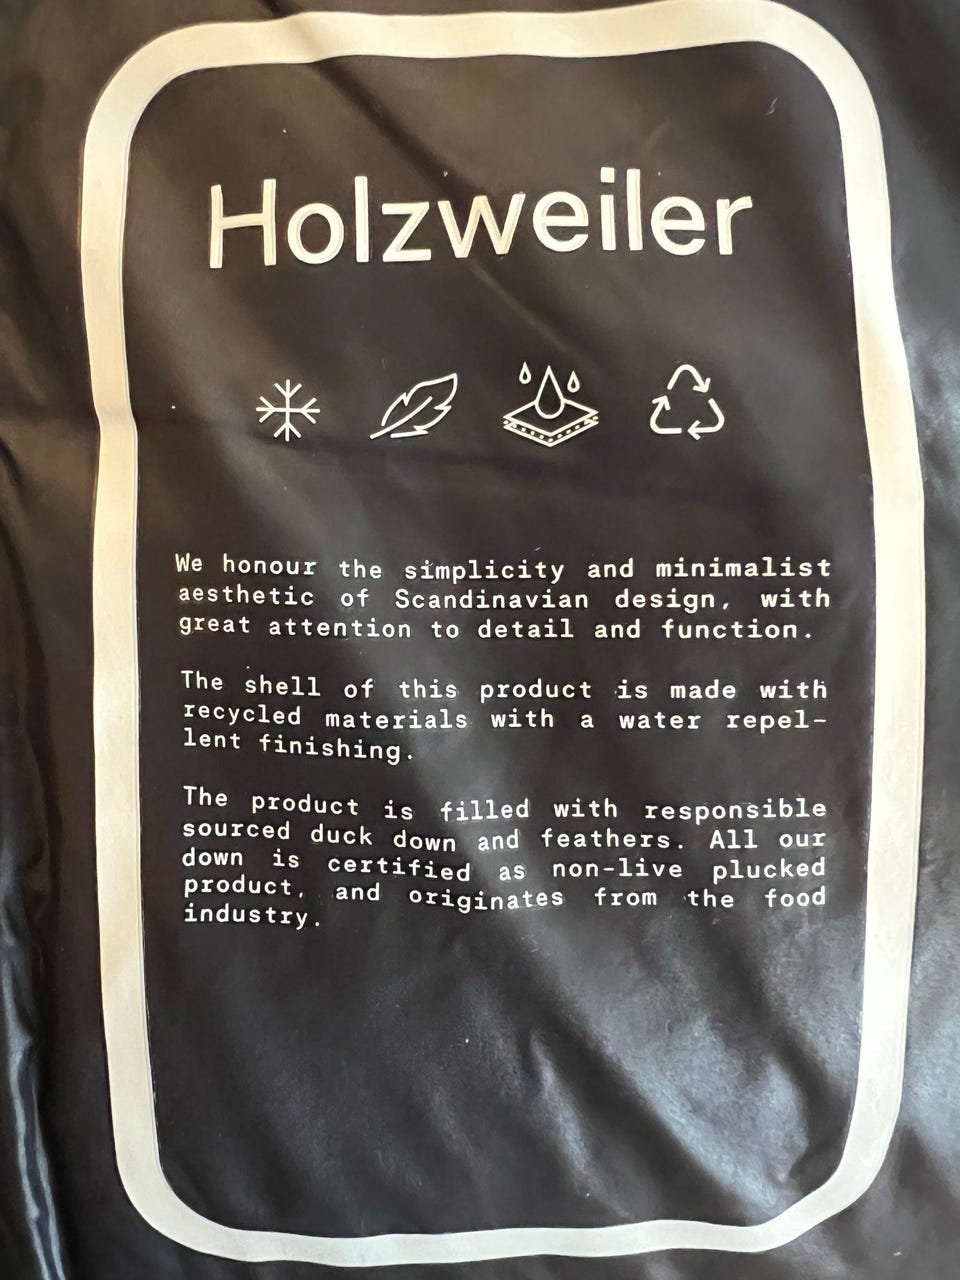 Holzweiler
We honour the simplicity and minimalist
aesthetic of Scandinavian design, with
great attention to detail and function.
The shell of this product is made with
recycled materials with a water repel-
lent finishing.
The product is filled with responsible
sourced duck down and feathers. All our
down is certified as non-live plucked
product, and originates from the food
industry.